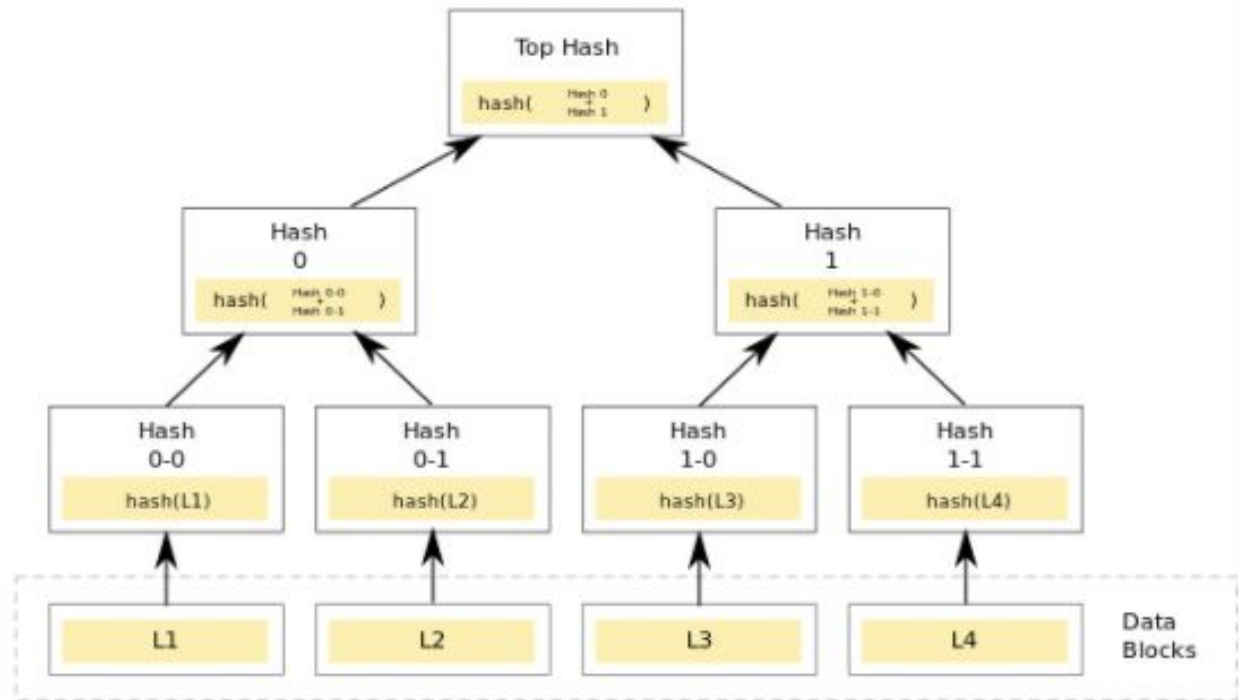 Top Hash
hash( Hash 0 + Hash 1 )
Hash
0
hash( Hash 0-0 + Hash 0-1 )
Hash
1
hash( Hash 1-0 + Hash 1-1 )
Hash
0-0
hash(L1)
Hash
0-1
hash(L2)
Hash
1-0
hash(L3)
Hash
1-1
hash(L4)
L1
L2
L3
L4
Data
Blocks